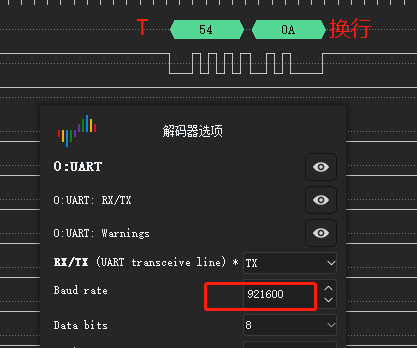 T 54 0A 换行
解码器选项
0:UART
0:UART: RX/TX
0:UART: Warnings
RX/TX (UART transceive line) * TX
Baud rate 921600
Data bits 8